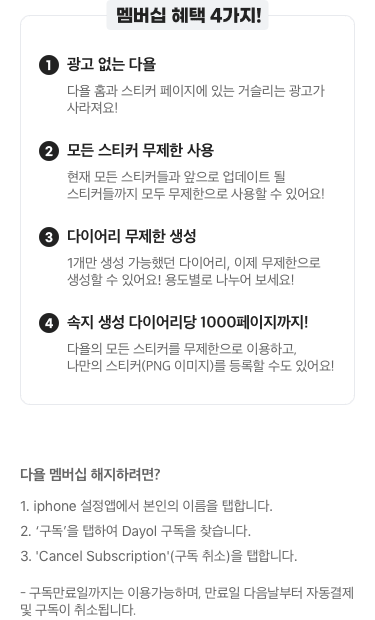 멤버십 혜택 4가지!
1 광고 없는 다욜
다욜 홈과 스티커 페이지에 있는 거슬리는 광고가
사라져요!
2 모든 스티커 무제한 사용
현재 모든 스티커들과 앞으로 업데이트 될
스티커들까지 모두 무제한으로 사용할 수 있어요!
3 다이어리 무제한 생성
1개만 생성 가능했던 다이어리, 이제 무제한으로
생성할 수 있어요! 용도별로 나누어 보세요!
4 속지 생성 다이어리당 1000페이지까지!
다욜의 모든 스티커를 무제한으로 이용하고,
나만의 스티커(PNG 이미지)를 등록할 수도 있어요!
다욜 멤버십 해지하려면?
1. iphone 설정앱에서 본인의 이름을 탭합니다.
2. ‘구독’을 탭하여 Dayol 구독을 찾습니다.
3. 'Cancel Subscription'(구독 취소)을 탭합니다.
- 구독만료일까지는 이용가능하며, 만료일 다음날부터 자동결제
및 구독이 취소됩니다.